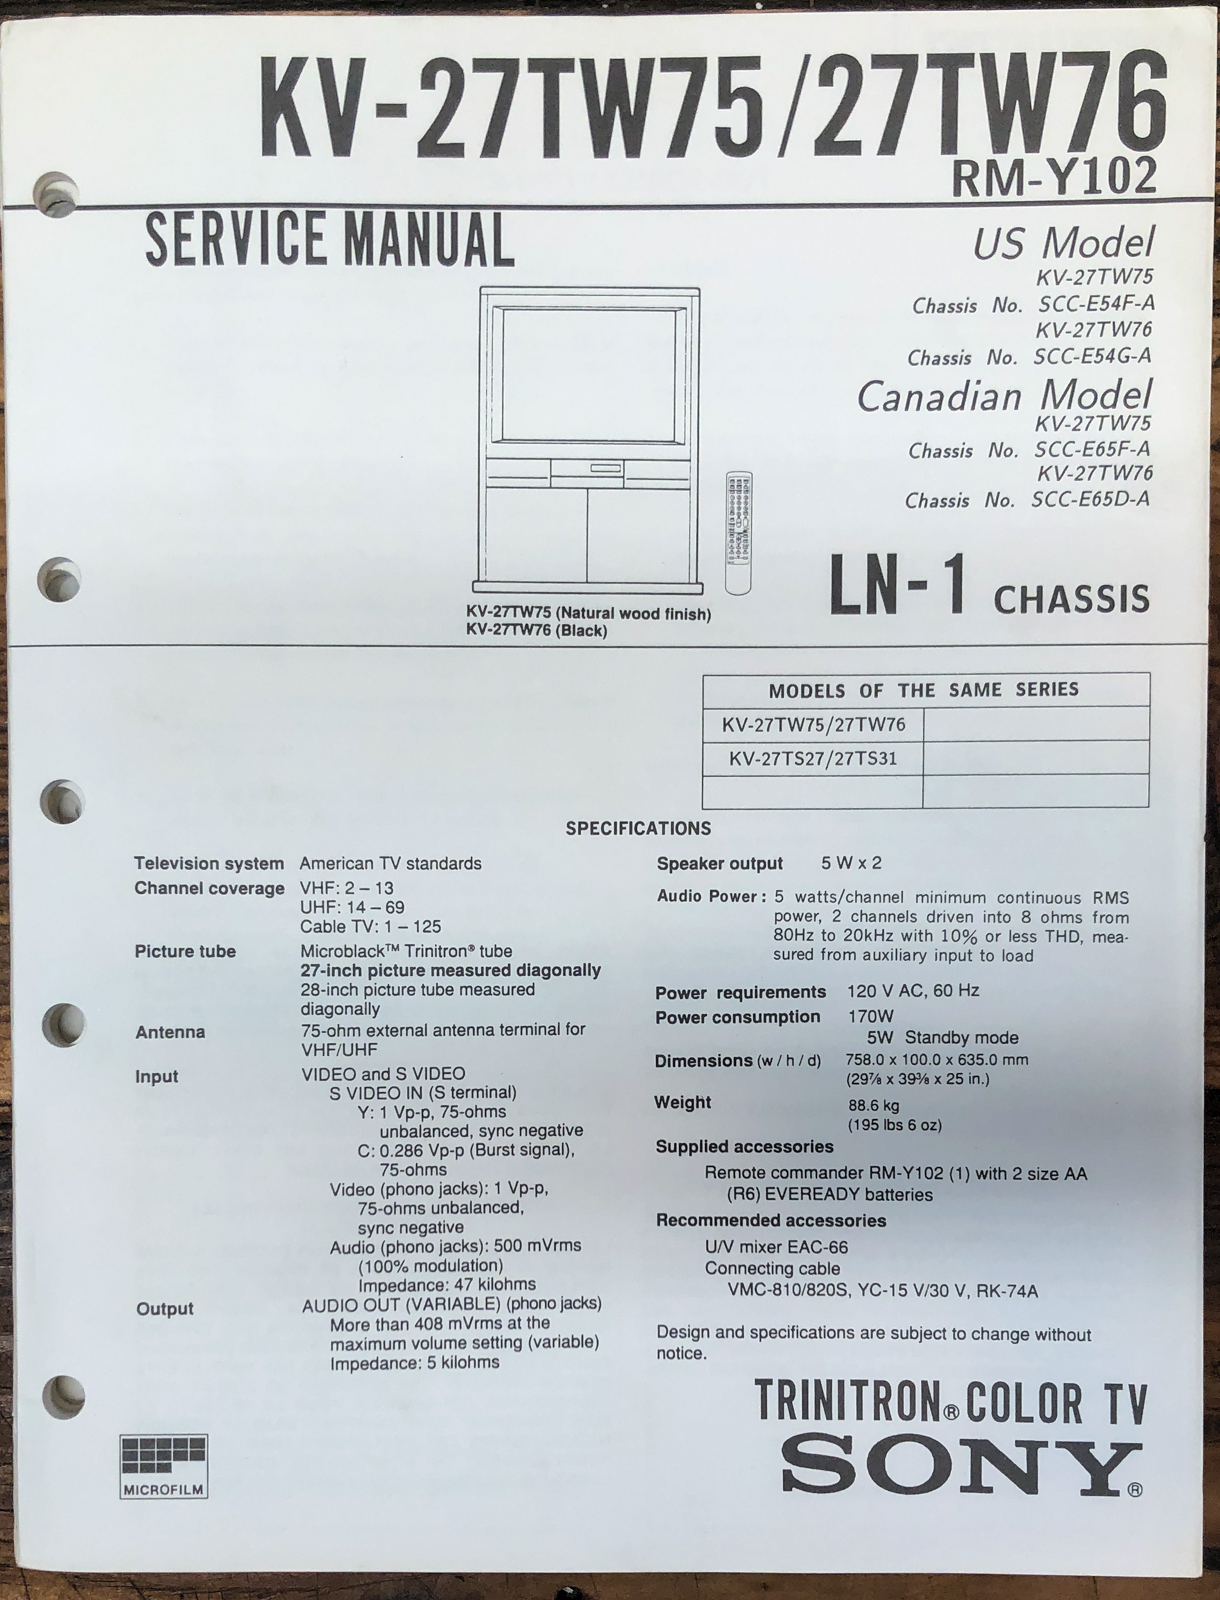 KV-27TW75/27TW76
RM-Y102
SERVICE MANUAL
US Model
KV-27TW75
Chassis No. SCC-E54F-A
KV-27TW76
Chassis No. SCC-E54G-A
Canadian Model
KV-27TW75
Chassis No. SCC-E65F-A
KV-27TW76
Chassis No. SCC-E65D-A
LN-1 CHASSIS
KV-27TW75 (Natural wood finish)
KV-27TW76 (Black)
MODELS OF THE SAME SERIES
KV-27TW75/27TW76
KV-27TS27/27TS31
SPECIFICATIONS
Television system American TV standards
Channel coverage VHF: 2 – 13
UHF: 14 – 69
Cable TV: 1 – 125
Picture tube Microblack™ Trinitron® tube
27-inch picture measured diagonally
28-inch picture tube measured
diagonally
Antenna 75-ohm external antenna terminal for
VHF/UHF
Input VIDEO and S VIDEO
S VIDEO IN (S terminal)
Y: 1 Vp-p, 75-ohms
unbalanced, sync negative
C: 0.286 Vp-p (Burst signal),
75-ohms
Video (phono jacks): 1 Vp-p,
75-ohms unbalanced,
sync negative
Audio (phono jacks): 500 mVrms
(100% modulation)
Impedance: 47 kilohms
Output AUDIO OUT (VARIABLE) (phono jacks)
More than 408 mVrms at the
maximum volume setting (variable)
Impedance: 5 kilohms
Speaker output 5 W x 2
Audio Power: 5 watts/channel minimum continuous RMS
power, 2 channels driven into 8 ohms from
80Hz to 20kHz with 10% or less THD, mea-
sured from auxiliary input to load
Power requirements 120 V AC, 60 Hz
Power consumption 170W
5W Standby mode
Dimensions (w / h / d) 758.0 x 100.0 x 635.0 mm
(29⅞ x 39⅜ x 25 in.)
Weight 88.6 kg
(195 lbs 6 oz)
Supplied accessories
Remote commander RM-Y102 (1) with 2 size AA
(R6) EVEREADY batteries
Recommended accessories
U/V mixer EAC-66
Connecting cable
VMC-810/820S, YC-15 V/30 V, RK-74A
Design and specifications are subject to change without
notice.
TRINITRON® COLOR TV
SONY®
MICROFILM